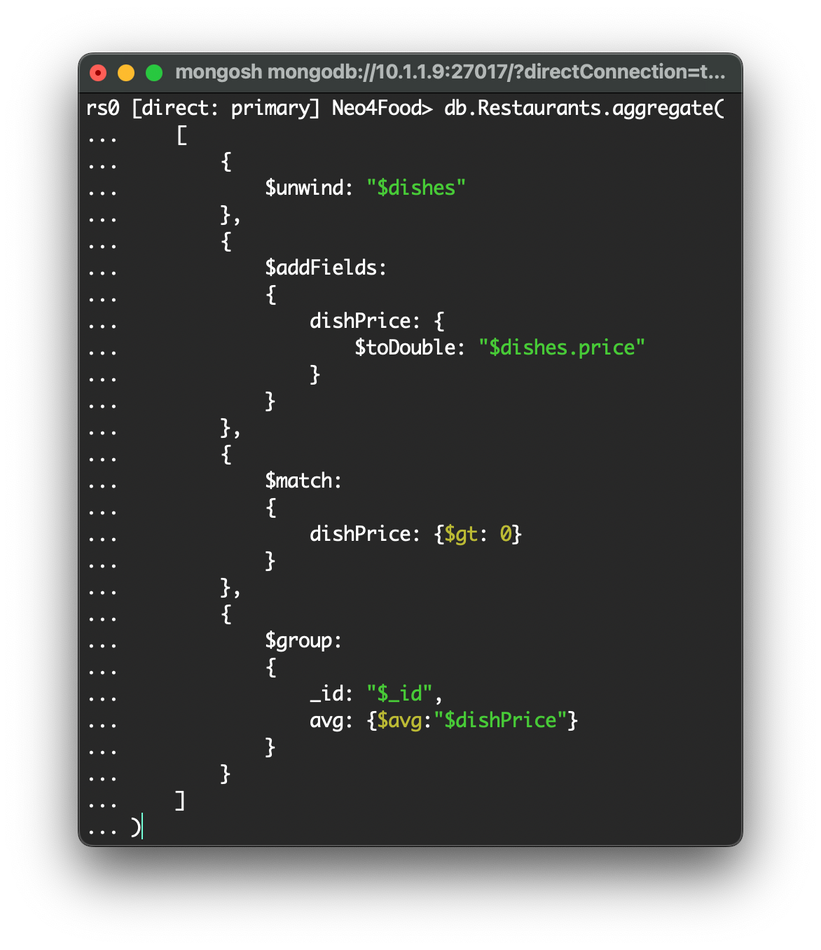 mongosh mongodb://10.1.1.9:27017/?directConnection=t...
rs0 [direct: primary] Neo4Food> db.Restaurants.aggregate(
...     [
...         {
...             $unwind: "$dishes"
...         },
...         {
...             $addFields:
...             {
...                 dishPrice: {
...                     $toDouble: "$dishes.price"
...                 }
...             }
...         },
...         {
...             $match:
...             {
...                 dishPrice: {$gt: 0}
...             }
...         },
...         {
...             $group:
...             {
...                 _id: "$_id",
...                 avg: {$avg:"$dishPrice"}
...             }
...         }
...     ]
... )